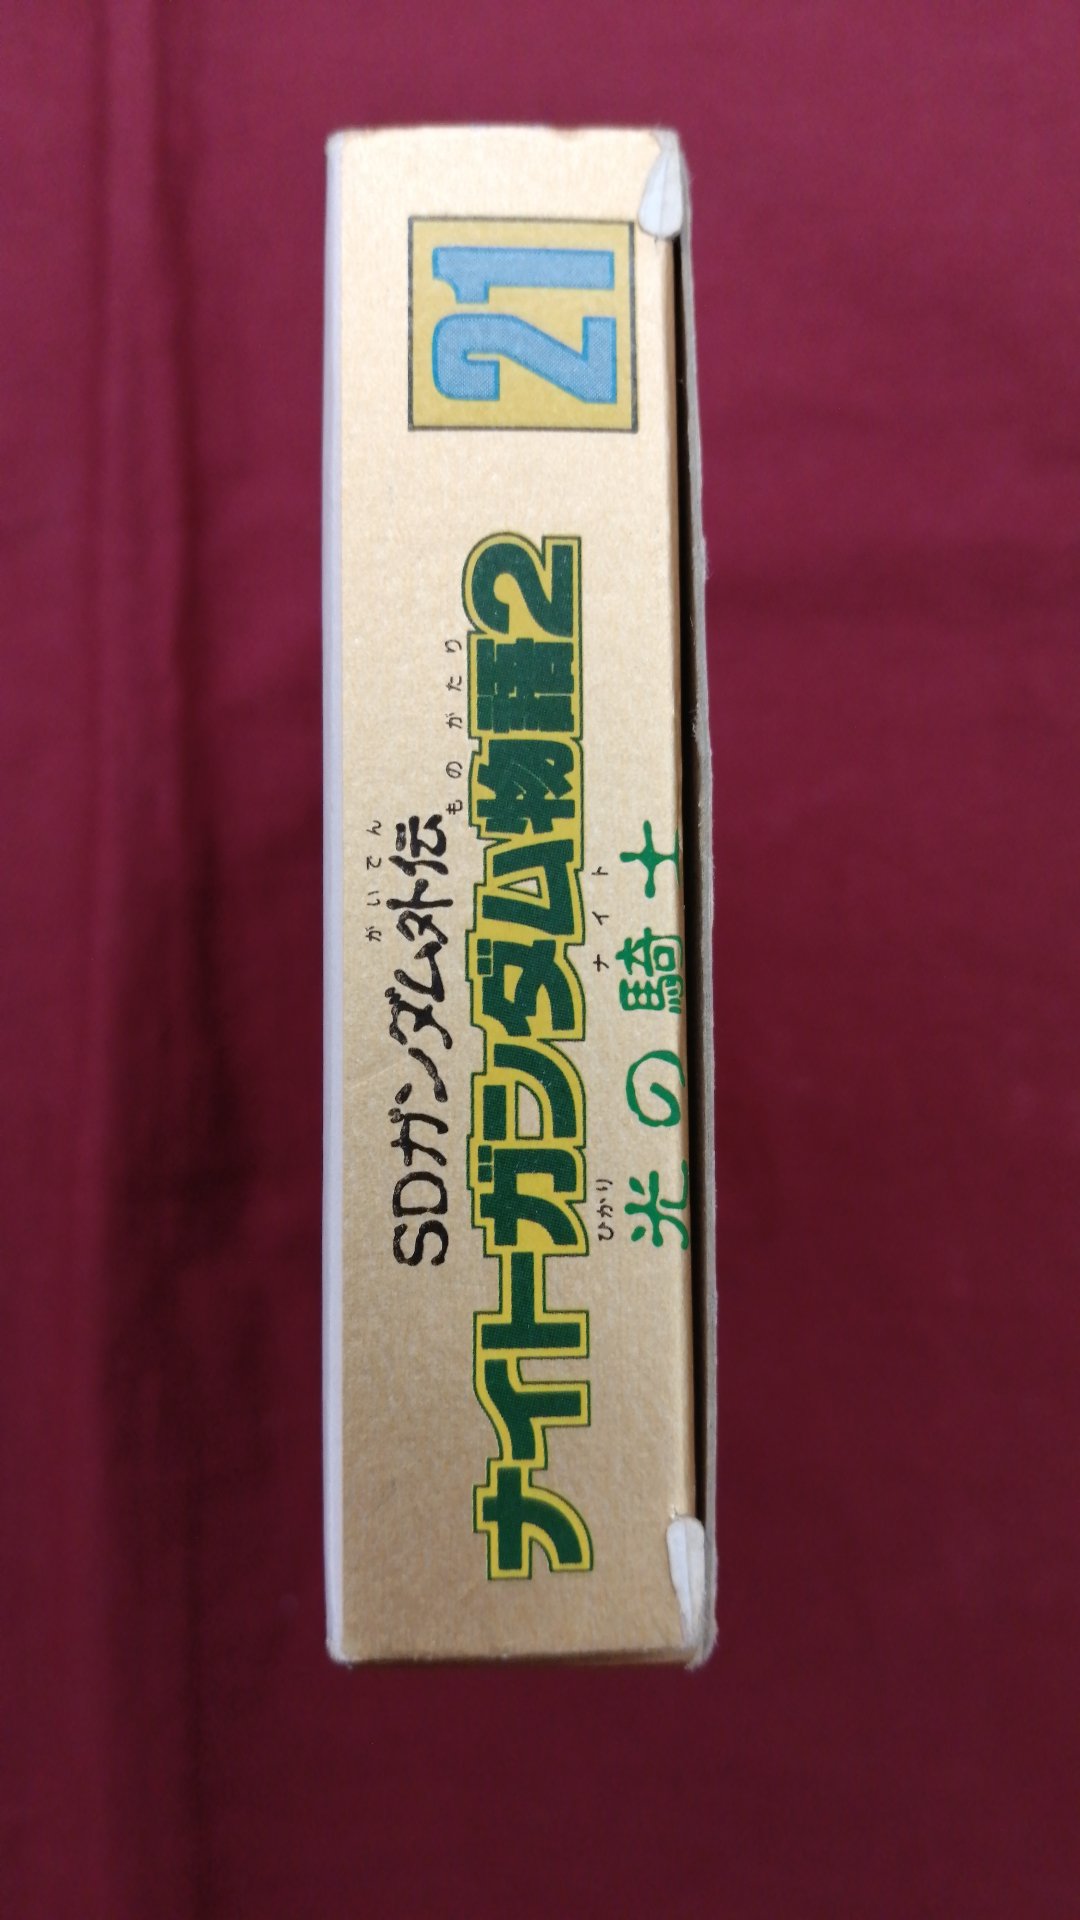 がいでん
SDガンダム外伝
ものがたり
ナイトガンダム物語2
ひかり ナイト
光の騎士
21